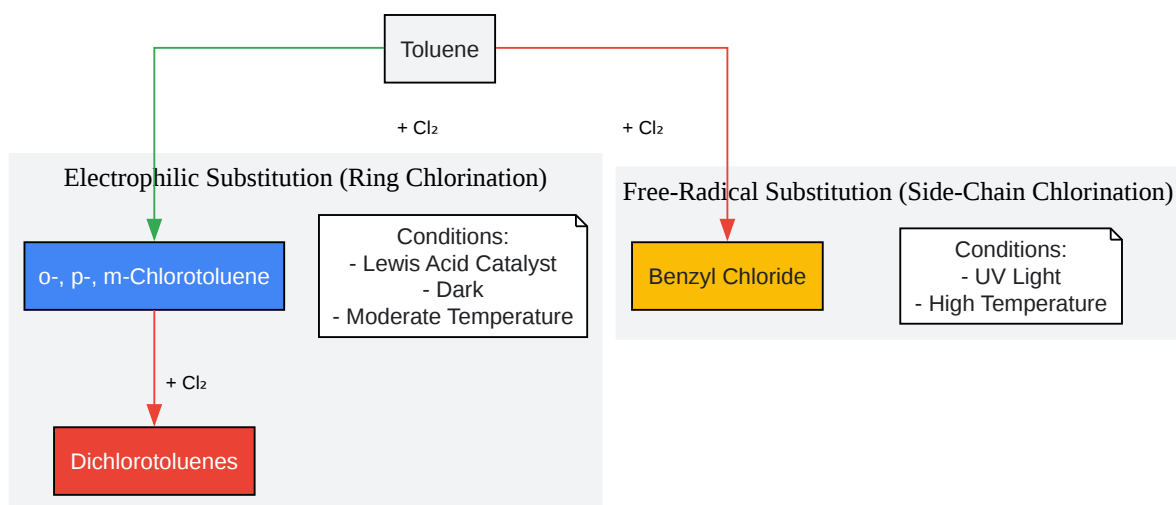 Toluene
+ Cl₂
+ Cl₂
Electrophilic Substitution (Ring Chlorination)
Free-Radical Substitution (Side-Chain Chlorination)
o-, p-, m-Chlorotoluene
Conditions:
- Lewis Acid Catalyst
- Dark
- Moderate Temperature
Benzyl Chloride
Conditions:
- UV Light
- High Temperature
+ Cl₂
Dichlorotoluenes